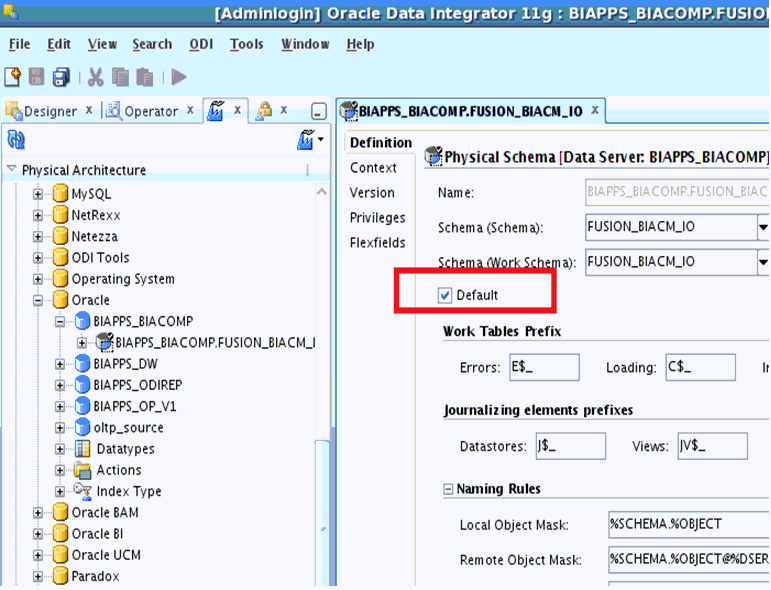 [Adminlogin] Oracle Data Integrator 11g : BIAPPS_BIACOMP.FUSIO
File Edit View Search ODI Tools Window Help
Designer x Operator x x x
BIAPPS_BIACOMP.FUSION_BIACM_IO x
Physical Architecture
MySQL
NetRexx
Netezza
ODI Tools
Operating System
Oracle
BIAPPS_BIACOMP
BIAPPS_BIACOMP.FUSION_BIACM_I
BIAPPS_DW
BIAPPS_ODIREP
BIAPPS_OP_V1
oltp_source
Datatypes
Actions
Index Type
Oracle BAM
Oracle BI
Oracle UCM
Paradox
Definition
Context
Version
Privileges
Flexfields
Physical Schema [Data Server: BIAPPS_BIACOMP]
Name: BIAPPS_BIACOMP.FUSION_BIAC
Schema (Schema): FUSION_BIACM_IO
Schema (Work Schema): FUSION_BIACM_IO
Default
Work Tables Prefix
Errors: E$_ Loading: C$_ In
Journalizing elements prefixes
Datastores: J$_ Views: JV$_
Naming Rules
Local Object Mask: %SCHEMA.%OBJECT
Remote Object Mask: %SCHEMA.%OBJECT@%DSER